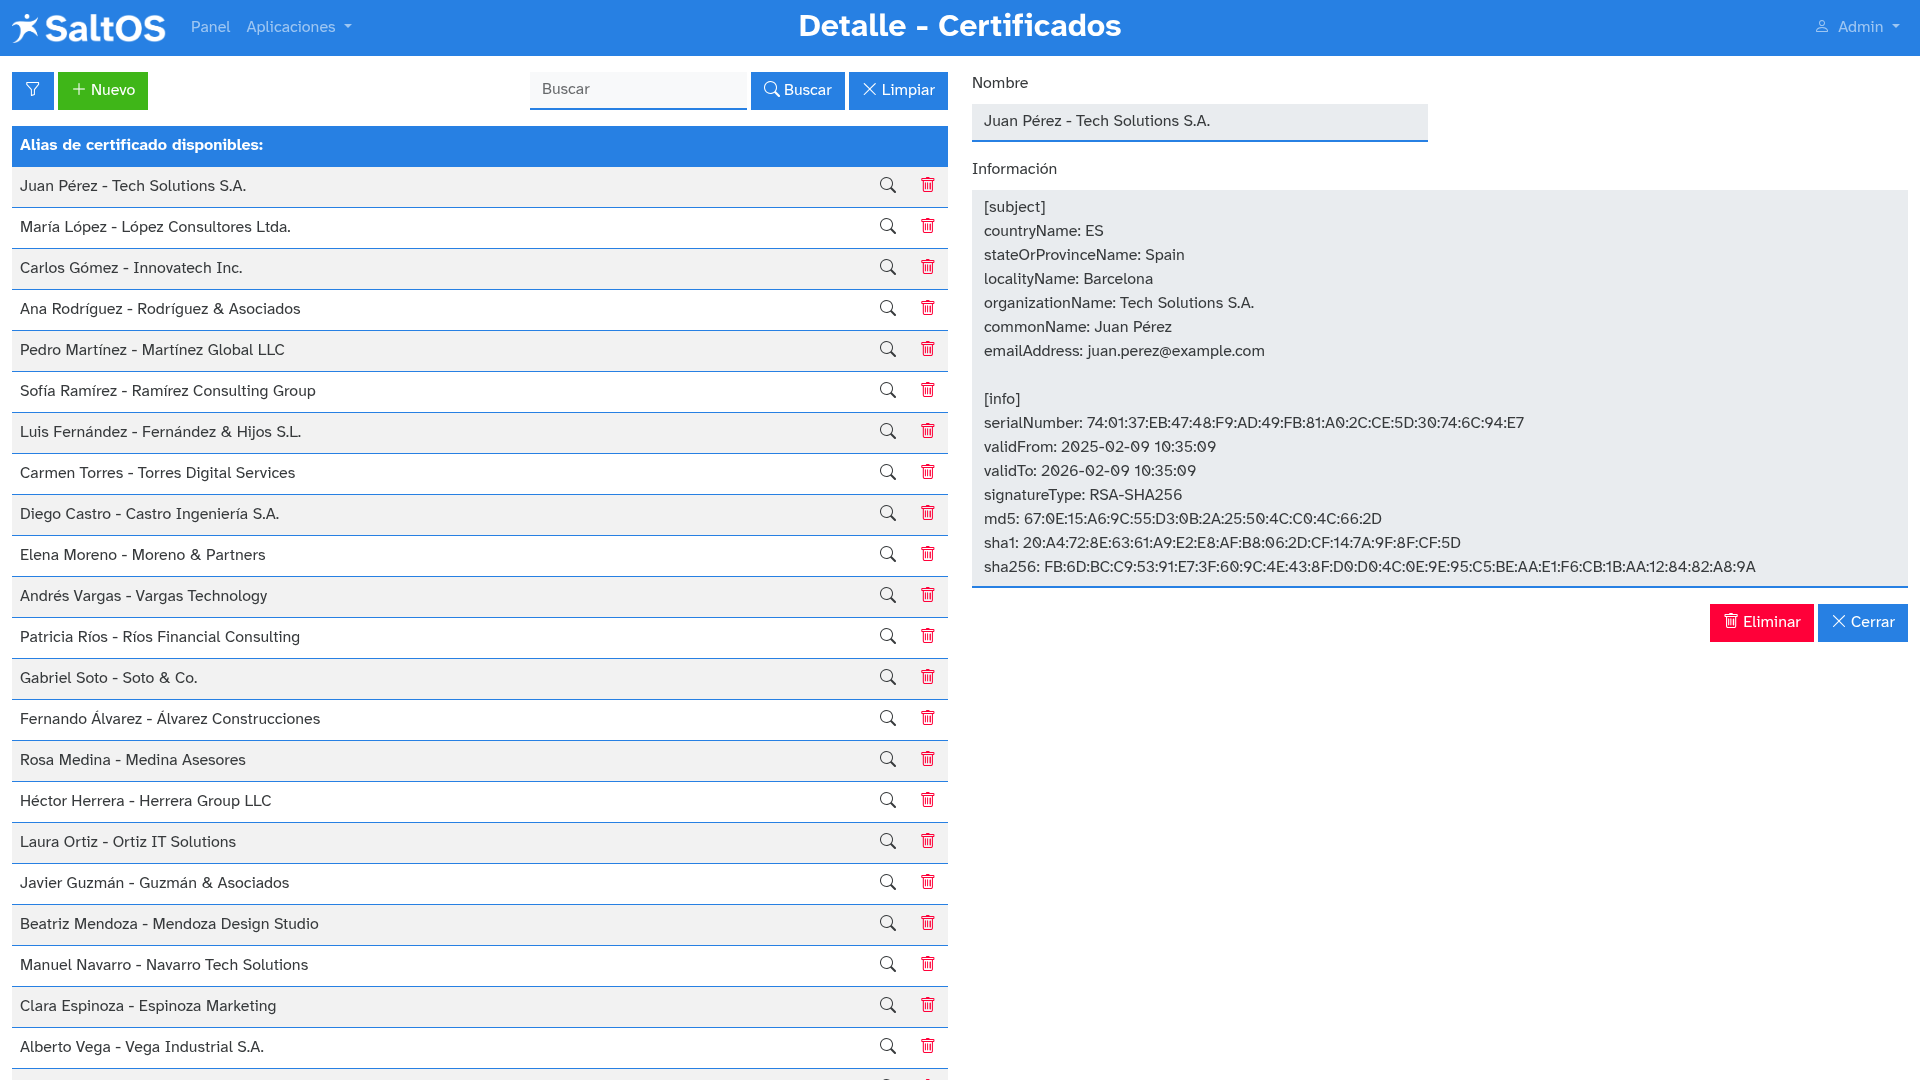 SaltOS
Panel
Aplicaciones
Detalle - Certificados
Admin
Nuevo
Buscar
Buscar
Limpiar
Alias de certificado disponibles:
Juan Pérez - Tech Solutions S.A.
María López - López Consultores Ltda.
Carlos Gómez - Innovatech Inc.
Ana Rodríguez - Rodríguez & Asociados
Pedro Martínez - Martínez Global LLC
Sofía Ramírez - Ramírez Consulting Group
Luis Fernández - Fernández & Hijos S.L.
Carmen Torres - Torres Digital Services
Diego Castro - Castro Ingeniería S.A.
Elena Moreno - Moreno & Partners
Andrés Vargas - Vargas Technology
Patricia Ríos - Ríos Financial Consulting
Gabriel Soto - Soto & Co.
Fernando Álvarez - Álvarez Construcciones
Rosa Medina - Medina Asesores
Héctor Herrera - Herrera Group LLC
Laura Ortiz - Ortiz IT Solutions
Javier Guzmán - Guzmán & Asociados
Beatriz Mendoza - Mendoza Design Studio
Manuel Navarro - Navarro Tech Solutions
Clara Espinoza - Espinoza Marketing
Alberto Vega - Vega Industrial S.A.
Nombre
Juan Pérez - Tech Solutions S.A.
Información
[subject]
countryName: ES
stateOrProvinceName: Spain
localityName: Barcelona
organizationName: Tech Solutions S.A.
commonName: Juan Pérez
emailAddress: juan.perez@example.com
[info]
serialNumber: 74:01:37:EB:47:48:F9:AD:49:FB:81:A0:2C:CE:5D:30:74:6C:94:E7
validFrom: 2025-02-09 10:35:09
validTo: 2026-02-09 10:35:09
signatureType: RSA-SHA256
md5: 67:0E:15:A6:9C:55:D3:0B:2A:25:50:4C:C0:4C:66:2D
sha1: 20:A4:72:8E:63:61:A9:E2:E8:AF:B8:06:2D:CF:14:7A:9F:8F:CF:5D
sha256: FB:6D:BC:C9:53:91:E7:3F:60:9C:4E:43:8F:D0:D0:4C:0E:9E:95:C5:BE:AA:E1:F6:CB:1B:AA:12:84:82:A8:9A
Eliminar
Cerrar